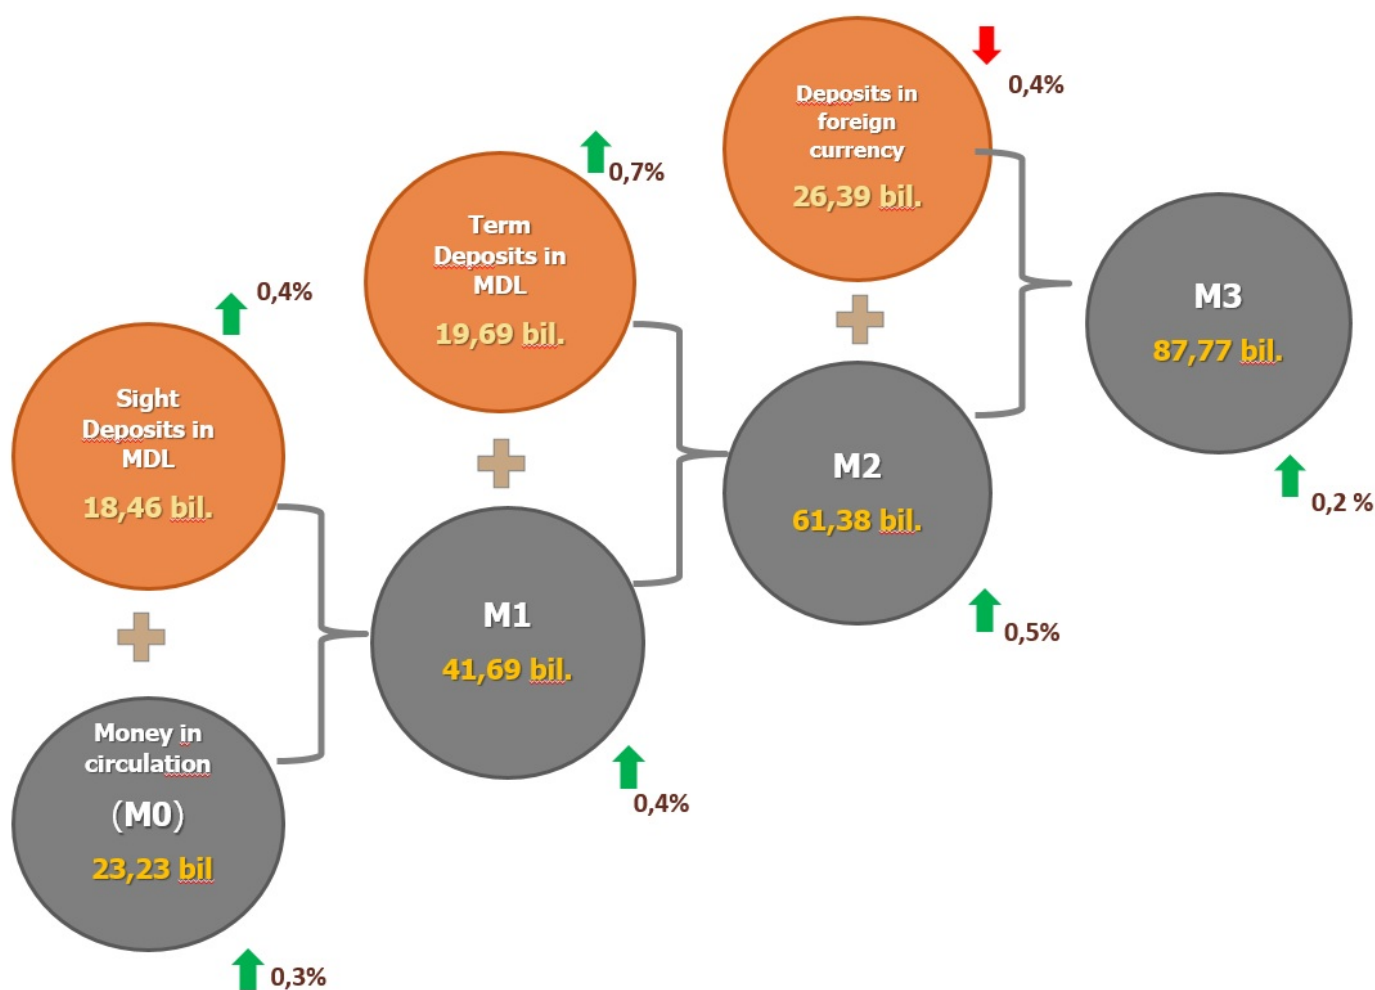 Sight
Deposits in
MDL
18,46 bil.
0,4%
Money in
circulation
(M0)
23,23 bil
0,3%
Term
Deposits in
MDL
19,69 bil.
0,7%
M1
41,69 bil.
0,4%
Deposits in
foreign
currency
26,39 bil.
0,4%
M2
61,38 bil.
0,5%
M3
87,77 bil.
0,2 %